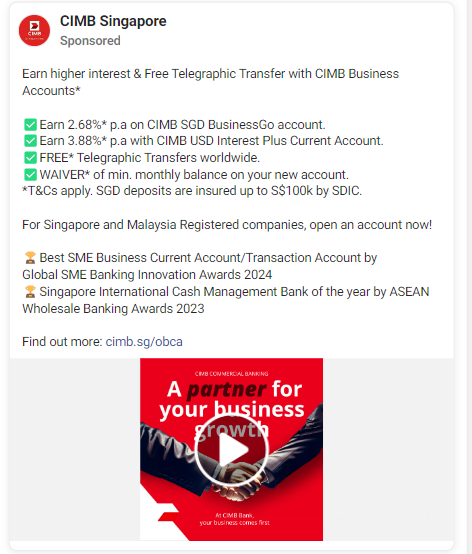 CIMB Singapore
Sponsored
Earn higher interest & Free Telegraphic Transfer with CIMB Business
Accounts*
✅Earn 2.68%* p.a on CIMB SGD BusinessGo account.
✅Earn 3.88%* p.a with CIMB USD Interest Plus Current Account.
✅FREE* Telegraphic Transfers worldwide.
✅WAIVER* of min. monthly balance on your new account.
*T&Cs apply. SGD deposits are insured up to S$100k by SDIC.
For Singapore and Malaysia Registered companies, open an account now!
🏆Best SME Business Current Account/Transaction Account by
Global SME Banking Innovation Awards 2024
🏆Singapore International Cash Management Bank of the year by ASEAN
Wholesale Banking Awards 2023
Find out more: cimb.sg/obca
CIMB COMMERCIAL BANKING
A partner for
your business
growth
At CIMB Bank,
your business comes first